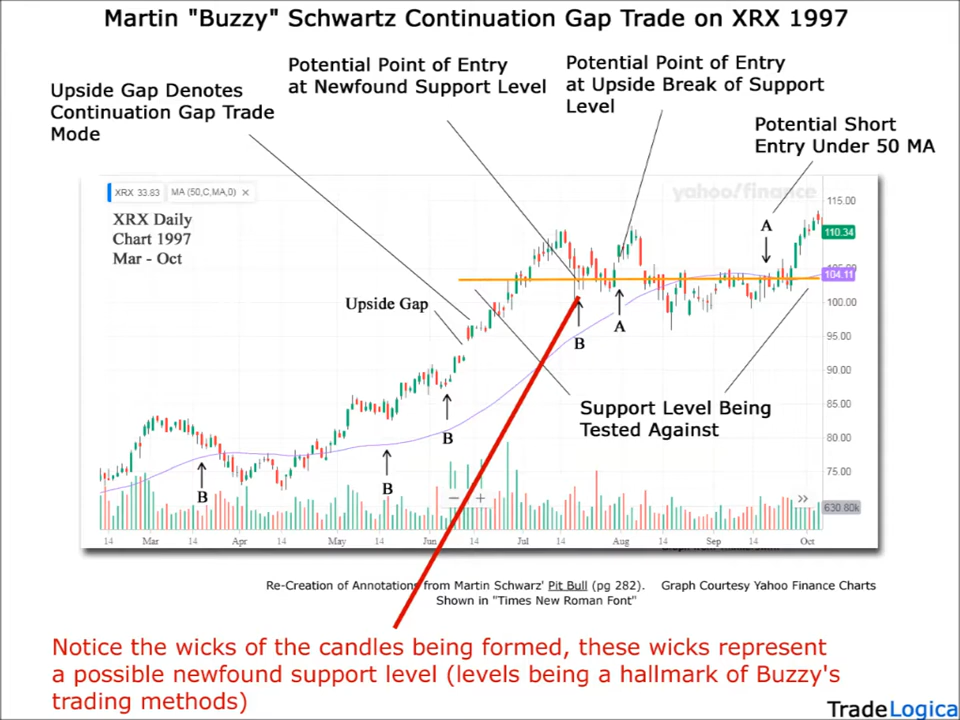 Martin "Buzzy" Schwartz Continuation Gap Trade on XRX 1997
Upside Gap Denotes
Continuation Gap Trade
Mode
Potential Point of Entry
at Newfound Support Level
Potential Point of Entry
at Upside Break of Support
Level
Potential Short
Entry Under 50 MA
XRX 33.83
MA (50,C,MA,0) ×
yahoo!finance
XRX Daily
Chart 1997
Mar - Oct
Upside Gap
A
A
B
B
B
B
115.00
110.34
105.00
104.11
100.00
95.00
90.00
85.00
80.00
75.00
630.80k
Support Level Being
Tested Against
− +
>>
14 Mar 14 Apr 14 May 14 Jun 14 Jul 14 Aug 14 Sep 14 Oct
Re-Creation of Annotations from Martin Schwarz' Pit Bull (pg 282).
Shown in "Times New Roman Font"
Graph Courtesy Yahoo Finance Charts
Notice the wicks of the candles being formed, these wicks represent
a possible newfound support level (levels being a hallmark of Buzzy's
trading methods)
TradeLogica